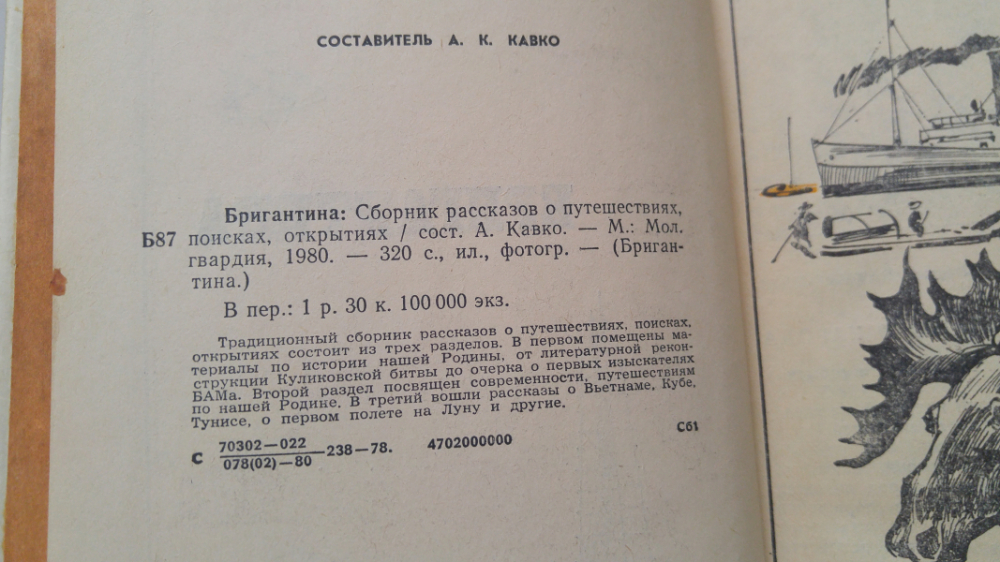 СОСТАВИТЕЛЬ А. К. КАВКО
Бригантина: Сборник рассказов о путешествиях,
Б87 поисках, открытиях / сост. А. Кавко. — М.: Мол.
гвардия, 1980. — 320 с., ил., фотогр. — (Бриган-
тина.)
В пер.: 1 р. 30 к. 100 000 экз.
Традиционный сборник рассказов о путешествиях, поисках,
открытиях состоит из трех разделов. В первом помещены ма-
териалы по истории нашей Родины, от литературной рекон-
струкции Куликовской битвы до очерка о первых изыскателях
БАМа. Второй раздел посвящен современности, путешествиям
по нашей Родине. В третий вошли рассказы о Вьетнаме, Кубе,
Тунисе, о первом полете на Луну и другие.
С 70302—022
078(02)—80 —238—78. 4702000000
Сб1